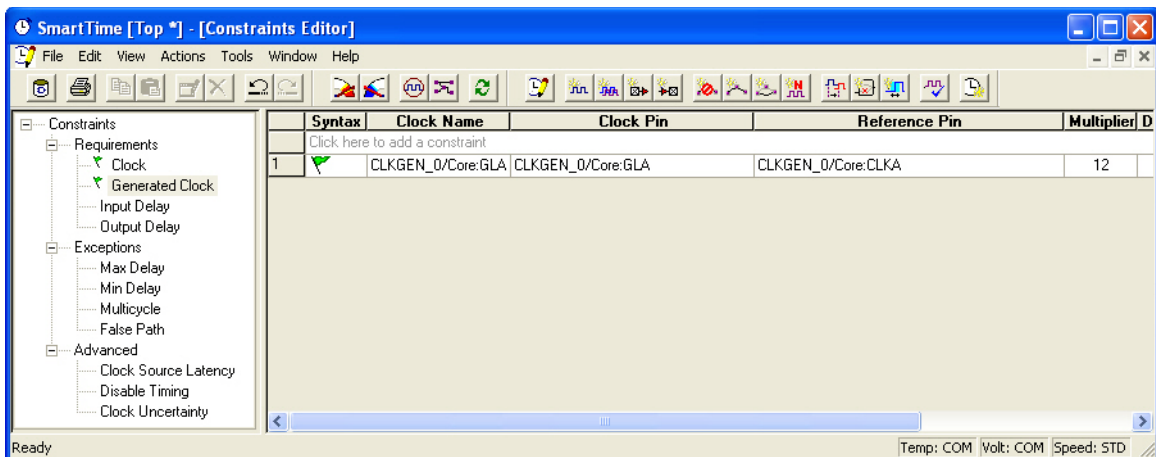 SmartTime [Top *] - [Constraints Editor]
File Edit View Actions Tools Window Help
Constraints
Requirements
Clock
Generated Clock
Input Delay
Output Delay
Exceptions
Max Delay
Min Delay
Multicycle
False Path
Advanced
Clock Source Latency
Disable Timing
Clock Uncertainty
Syntax Clock Name Clock Pin Reference Pin Multiplier D
Click here to add a constraint
1 CLKGEN_0/Core:GLA CLKGEN_0/Core:GLA CLKGEN_0/Core:CLKA 12
Ready Temp: COM Volt: COM Speed: STD